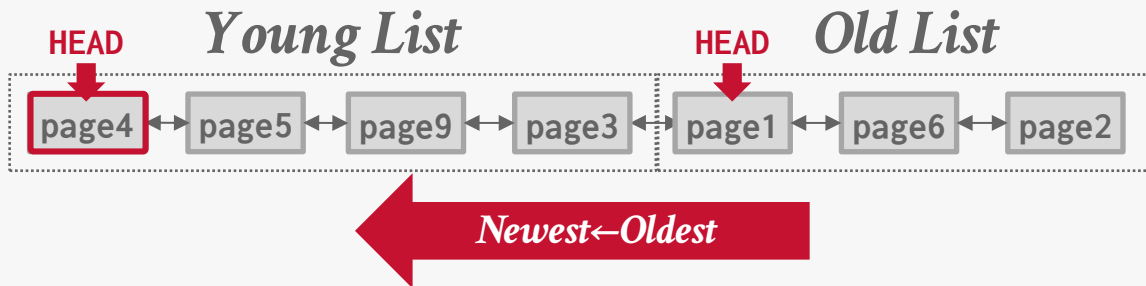 Young List
Old List
HEAD
HEAD
page4
page5
page9
page3
page1
page6
page2
Newest←Oldest